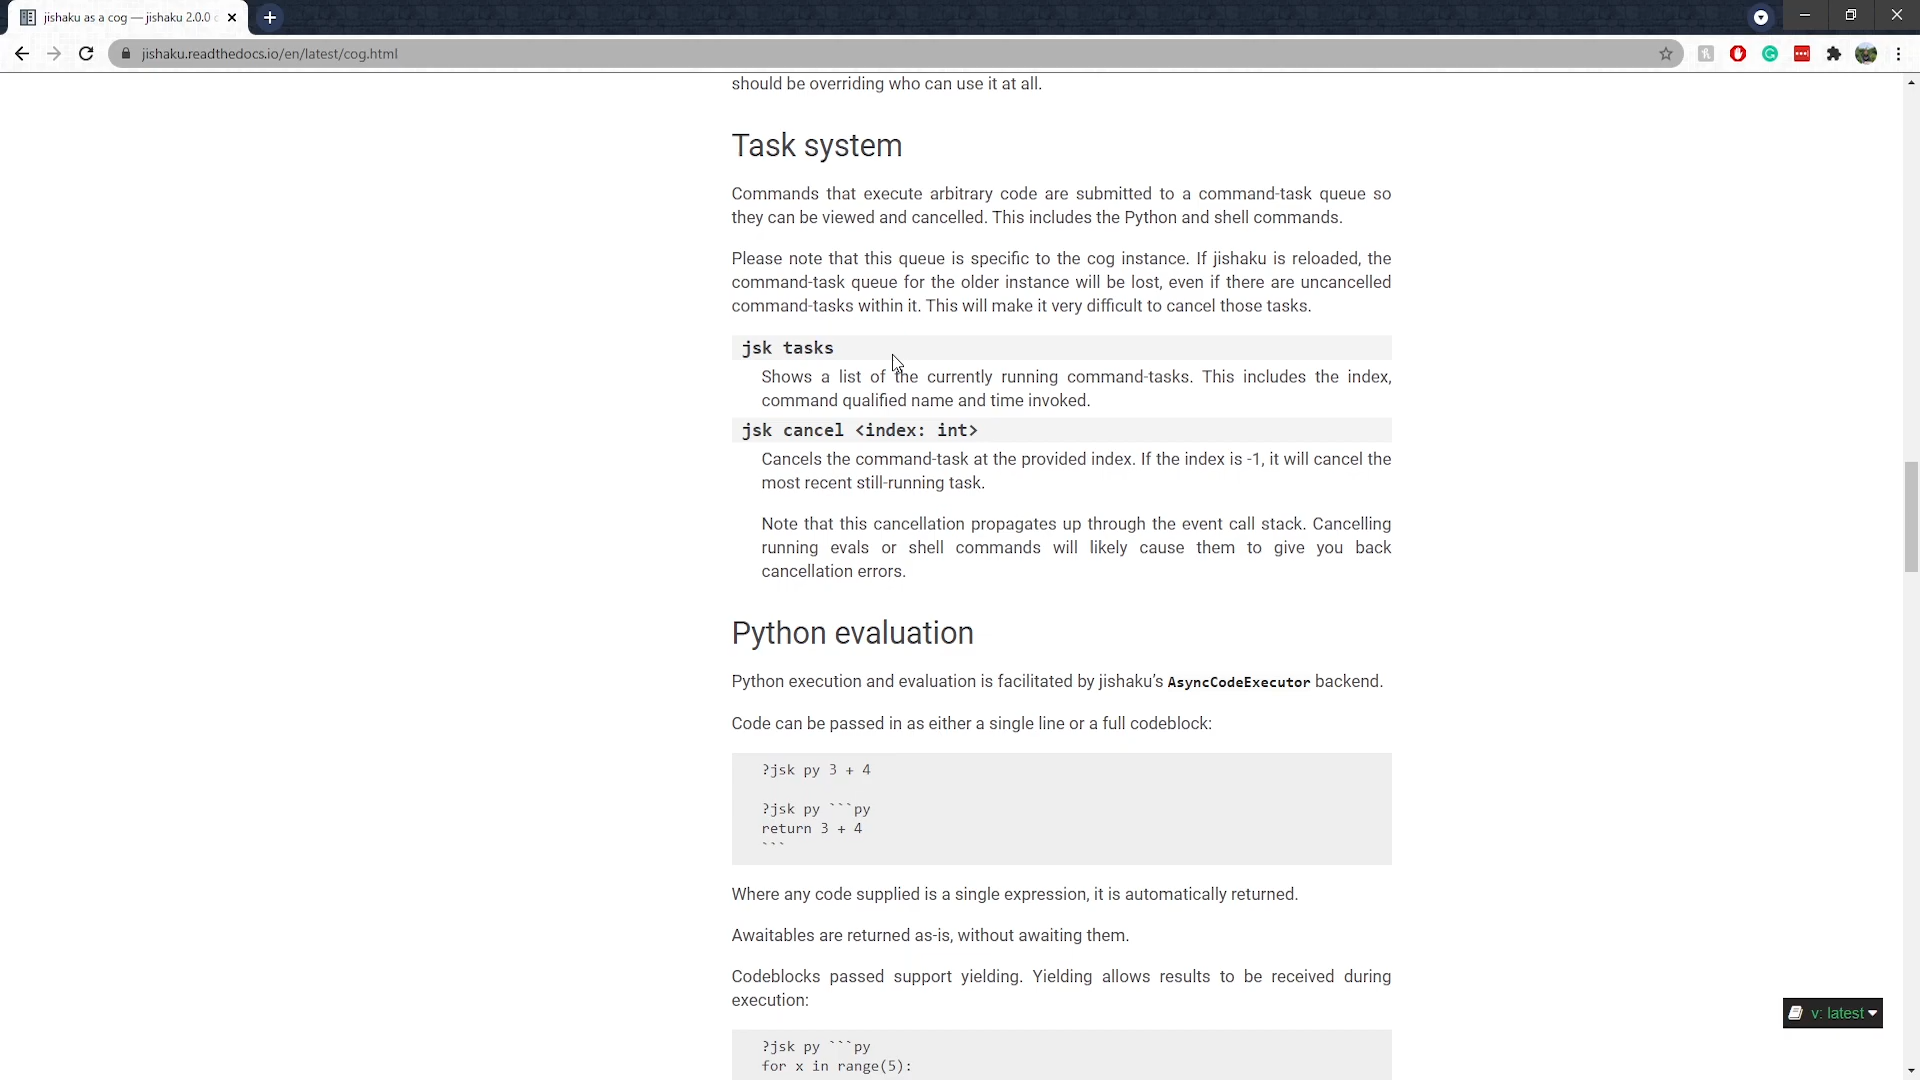 jishaku as a cog — jishaku 2.0.0
jishaku.readthedocs.io/en/latest/cog.html
should be overriding who can use it at all.
Task system
Commands that execute arbitrary code are submitted to a command-task queue so
they can be viewed and cancelled. This includes the Python and shell commands.
Please note that this queue is specific to the cog instance. If jishaku is reloaded, the
command-task queue for the older instance will be lost, even if there are uncancelled
command-tasks within it. This will make it very difficult to cancel those tasks.
jsk tasks
Shows a list of the currently running command-tasks. This includes the index,
command qualified name and time invoked.
jsk cancel <index: int>
Cancels the command-task at the provided index. If the index is -1, it will cancel the
most recent still-running task.
Note that this cancellation propagates up through the event call stack. Cancelling
running evals or shell commands will likely cause them to give you back
cancellation errors.
Python evaluation
Python execution and evaluation is facilitated by jishaku’s AsyncCodeExecutor backend.
Code can be passed in as either a single line or a full codeblock:
?jsk py 3 + 4
?jsk py ```py
return 3 + 4
```
Where any code supplied is a single expression, it is automatically returned.
Awaitables are returned as-is, without awaiting them.
Codeblocks passed support yielding. Yielding allows results to be received during
execution:
v: latest
?jsk py ```py
for x in range(5):